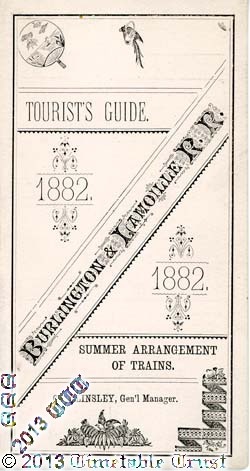 TOURIST'S GUIDE.
1882.
BURLINGTON & LAMOILLE R. R.
1882.
SUMMER ARRANGEMENT
OF TRAINS.
INSLEY, Gen'l Manager.
© 2013 Timetable Trust